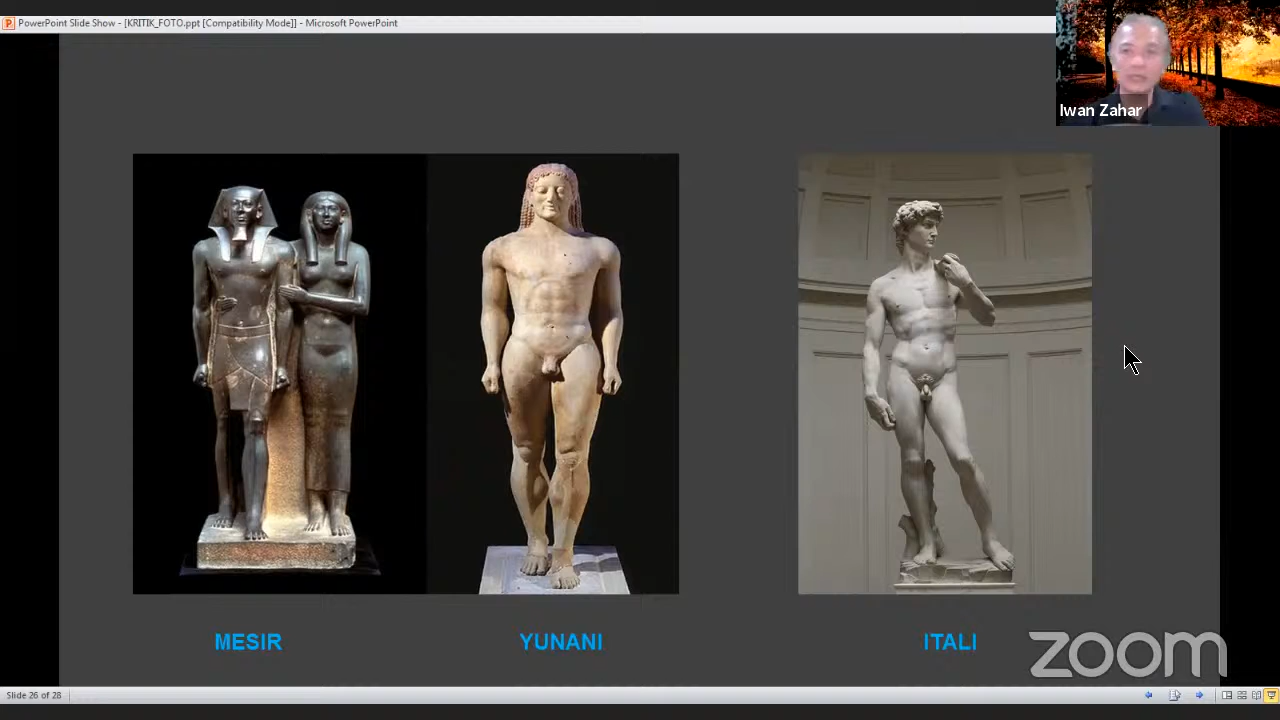 PowerPoint Slide Show - [KRITIK_FOTO.ppt [Compatibility Mode]] - Microsoft PowerPoint
Iwan Zahar
MESIR
YUNANI
ITALI
zoom
Slide 26 of 28